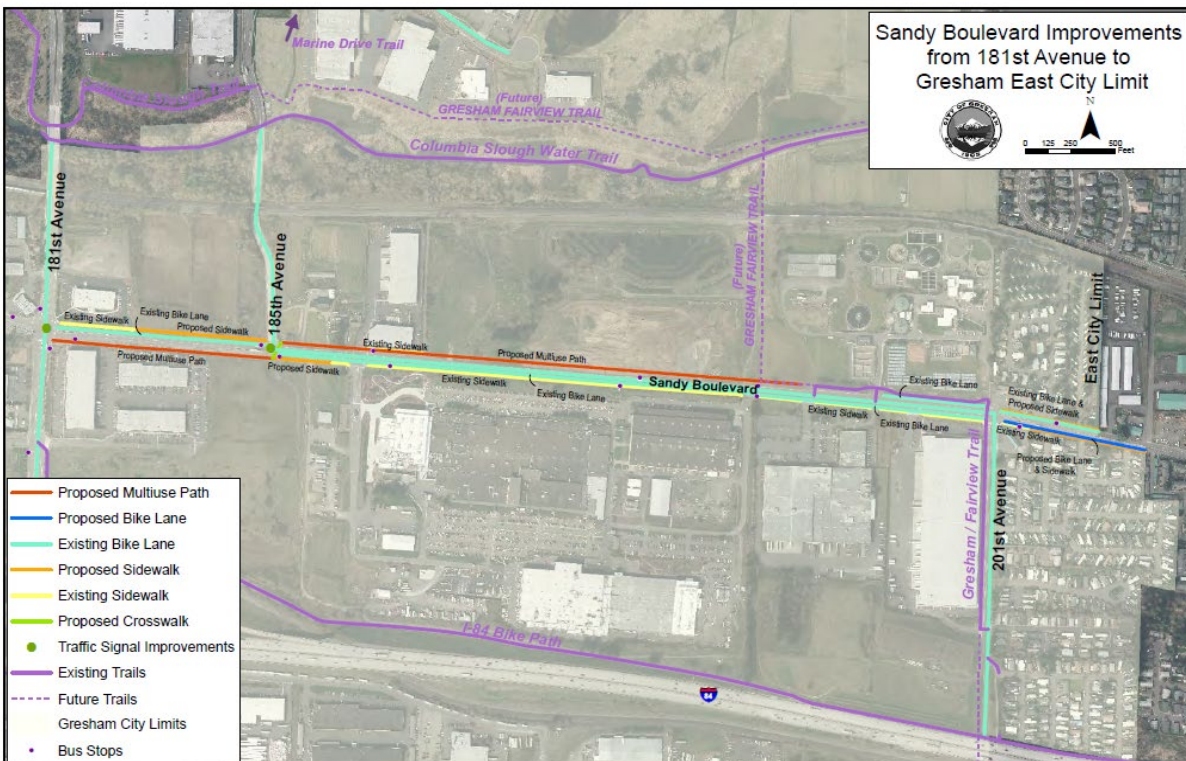 Sandy Boulevard Improvements
from 181st Avenue to
Gresham East City Limit
N
CITY OF GRESHAM
0 125 250 500
Feet
Marine Drive Trail
(Future)
GRESHAM FAIRVIEW TRAIL
Columbia Slough Water Trail
(Future)
GRESHAM FAIRVIEW TRAIL
181st Avenue
185th Avenue
East City Limit
Existing Sidewalk
Existing Bike Lane
Proposed Sidewalk
Proposed Multiuse Path
Proposed Sidewalk
Existing Sidewalk
Proposed Multiuse Path
Existing Sidewalk
Existing Bike Lane
Sandy Boulevard
Existing Bike Lane
Existing Sidwalk
Existing Bike Lane
Existing Bike Lane &
Proposed Sidewalk
Existing Sidewalk
Proposed Bike Lane
& Sidewalk
Gresham / Fairview Trail
201st Avenue
I-84 Bike Path
84
Proposed Multiuse Path
Proposed Bike Lane
Existing Bike Lane
Proposed Sidewalk
Existing Sidewalk
Proposed Crosswalk
Traffic Signal Improvements
Existing Trails
Future Trails
Gresham City Limits
Bus Stops